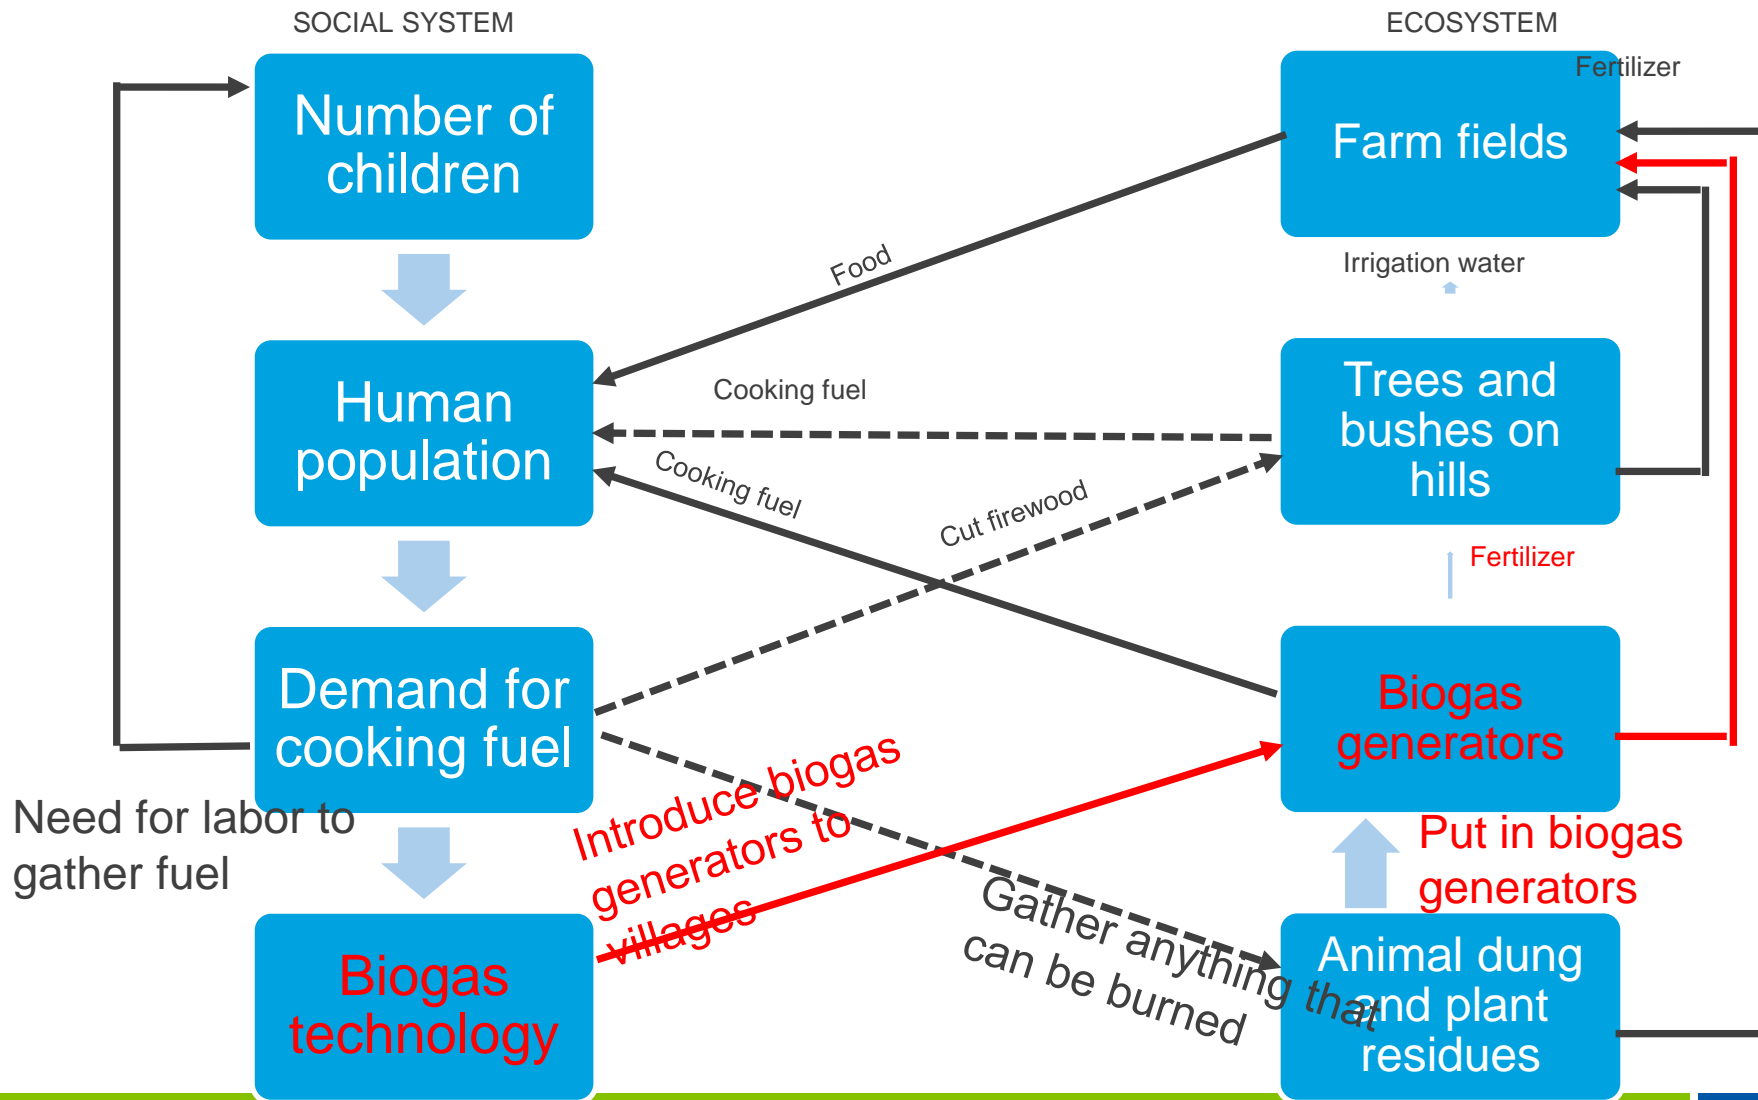 SOCIAL SYSTEM
ECOSYSTEM
Number of
children
Farm fields
Fertilizer
Food
Irrigation water
Human
population
Cooking fuel
Trees and
bushes on
hills
Cooking fuel
Cut firewood
Fertilizer
Demand for
cooking fuel
Biogas
generators
Need for labor to
gather fuel
Introduce biogas
generators to
villages
Put in biogas
generators
Gather anything that
can be burned
Biogas
technology
Animal dung
and plant
residues